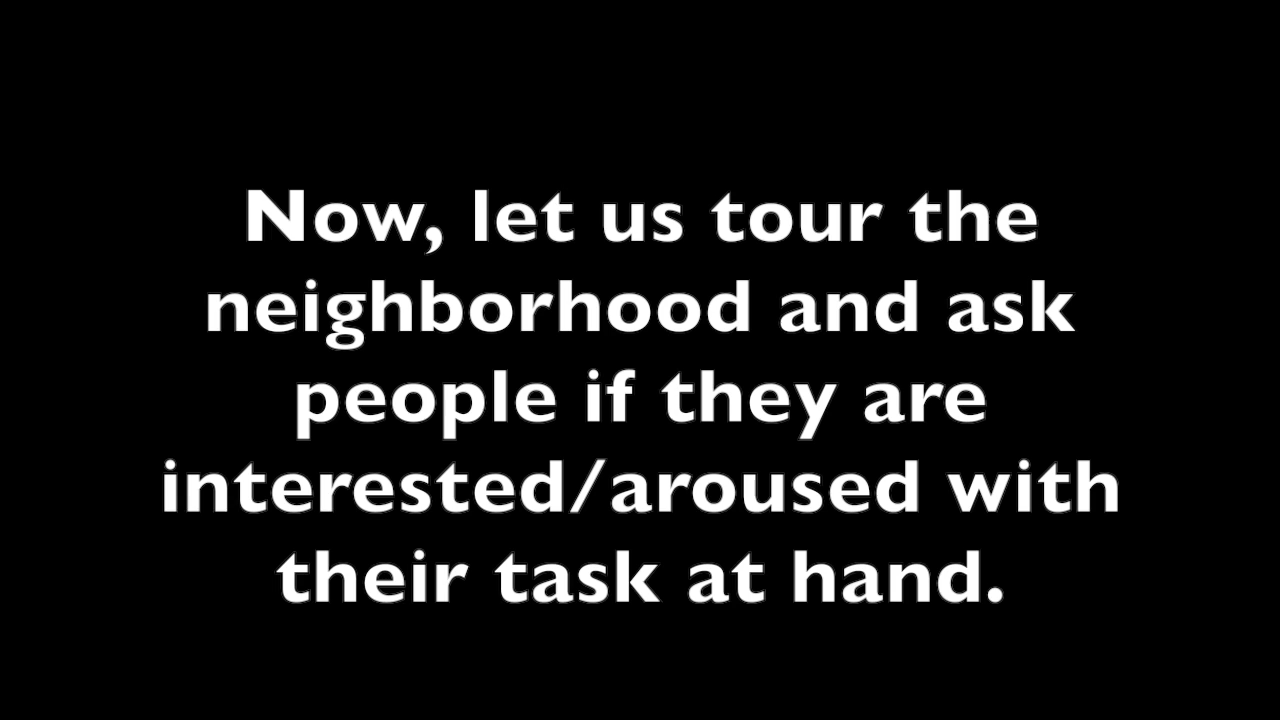 Now, let us tour the
neighborhood and ask
people if they are
interested/aroused with
their task at hand.